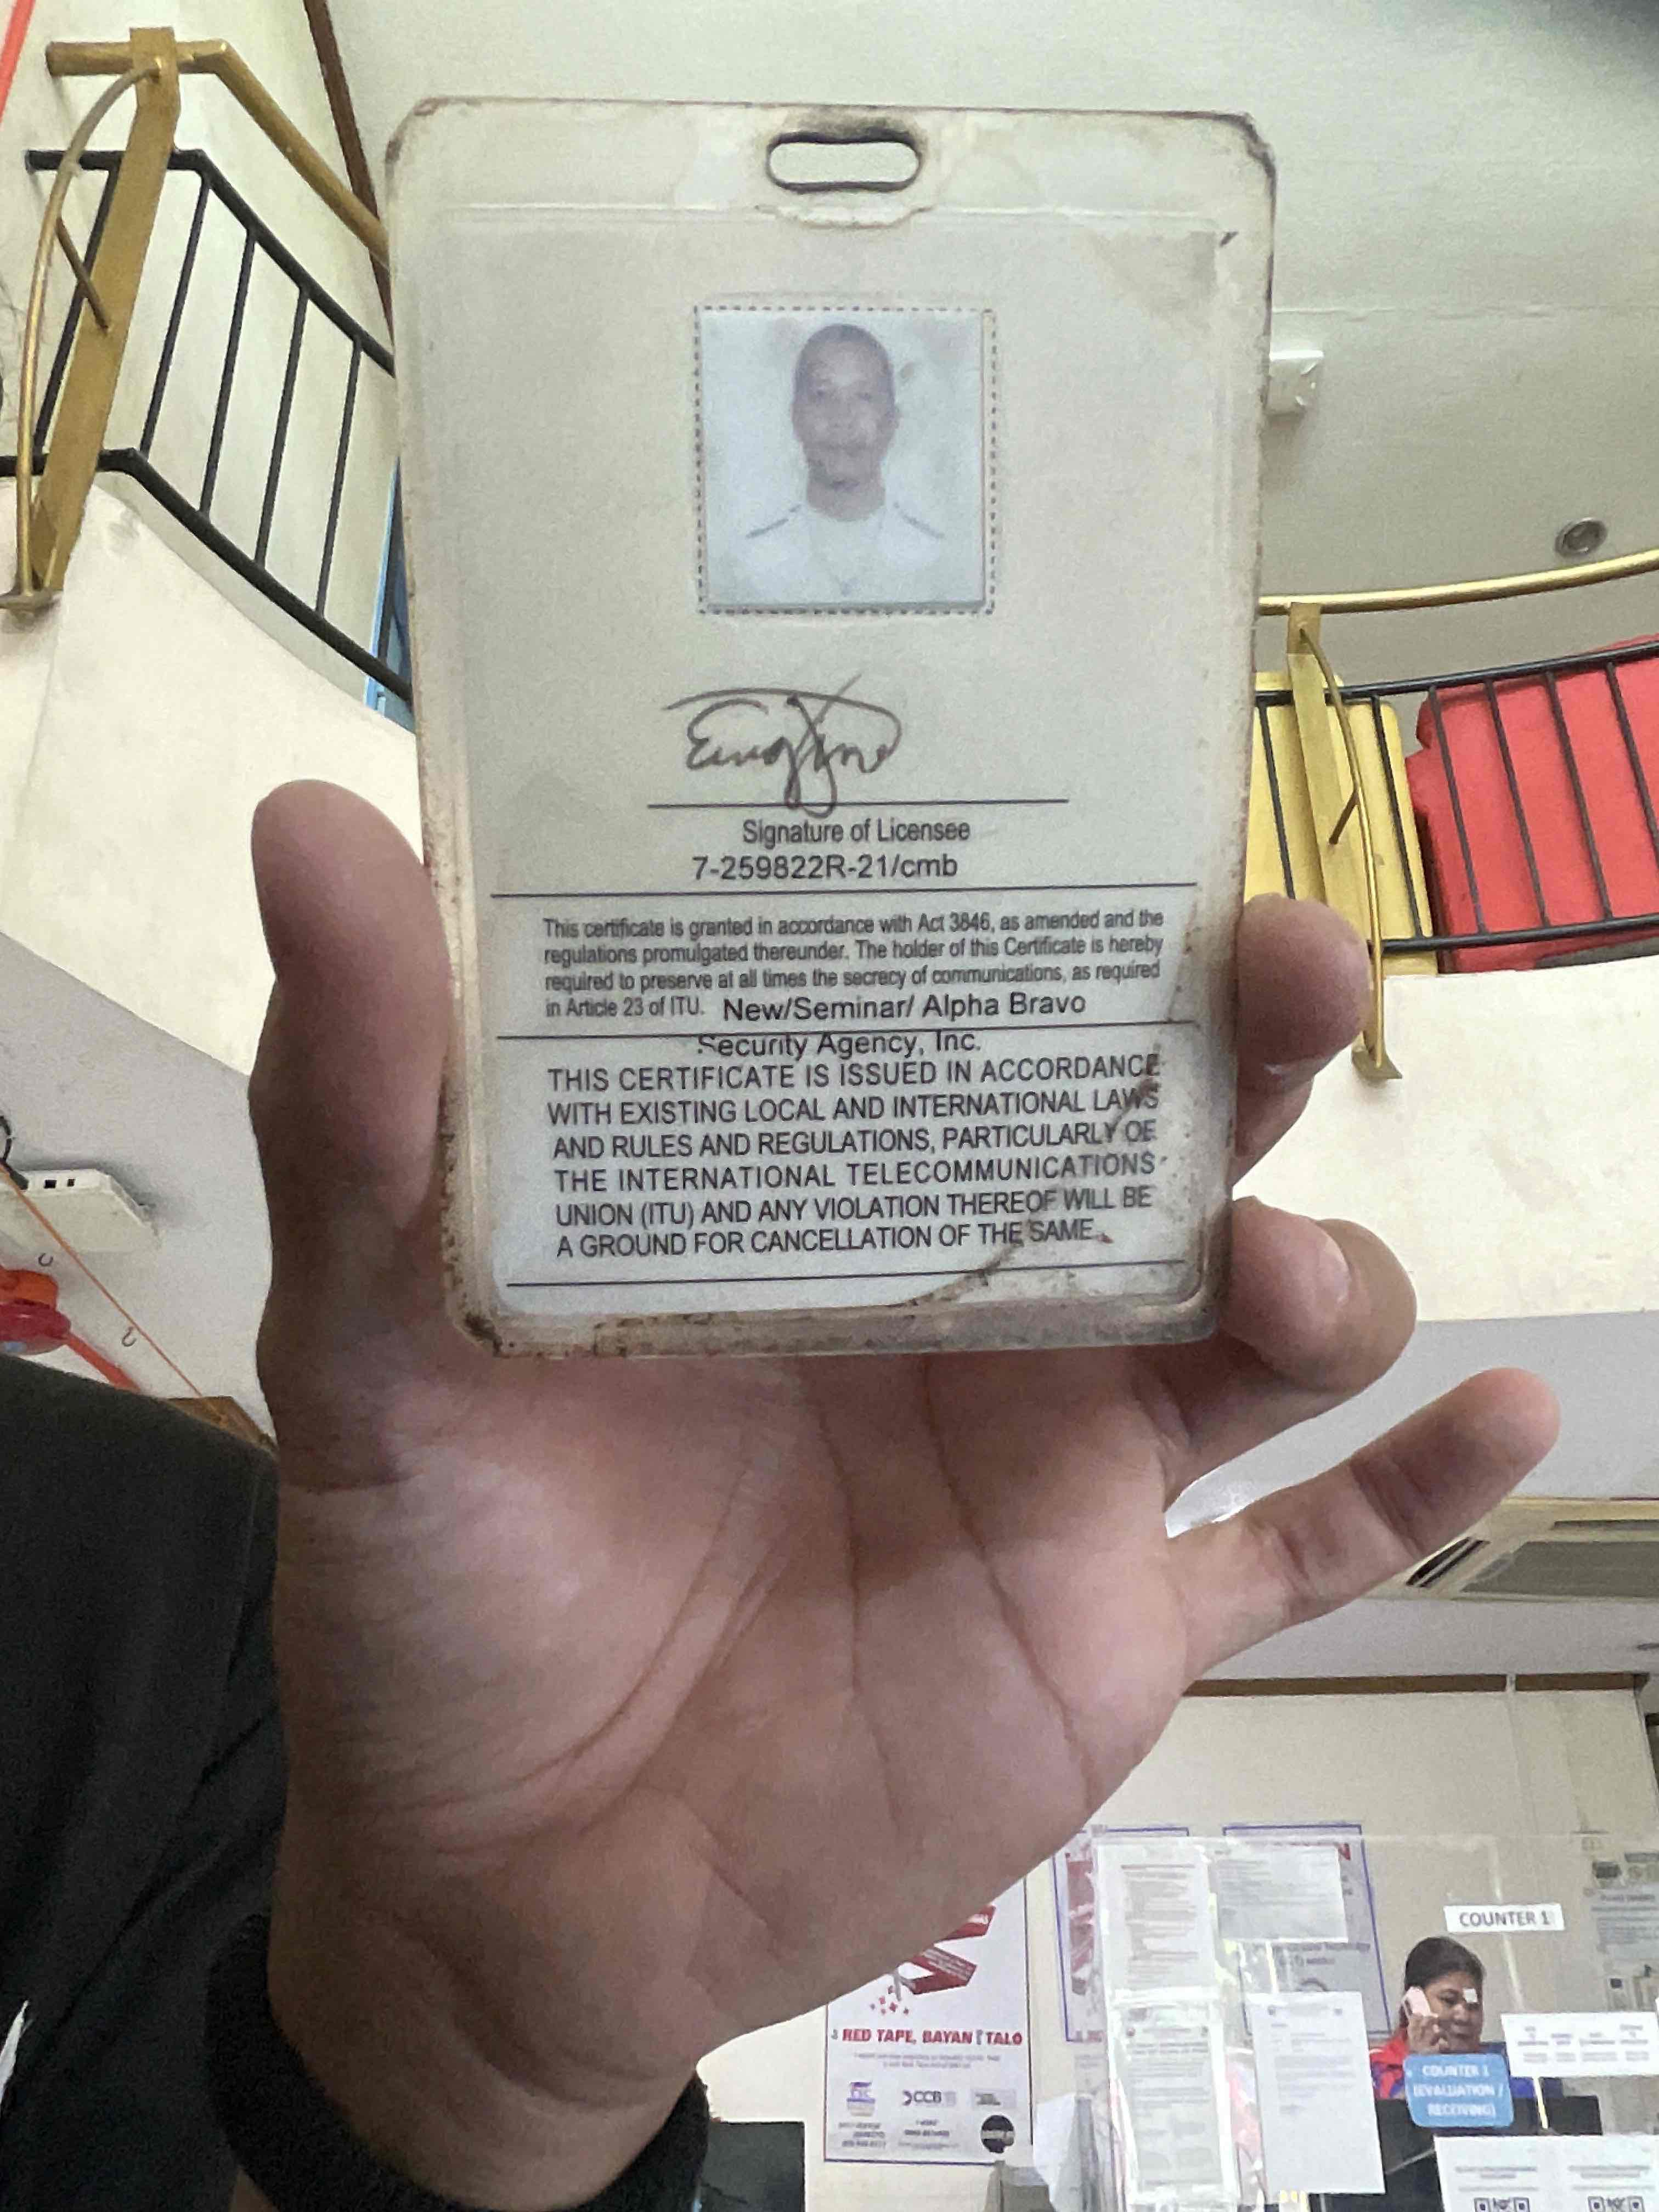 Signature of Licensee
7-259822R-21/cmb
This certificate is granted in accordance with Act 3846, as amended and the
regulations promulgated thereunder. The holder of this Certificate is hereby
required to preserve at all times the secrecy of communications, as required
in Article 23 of ITU. New/Seminar/ Alpha Bravo
Security Agency, Inc.
THIS CERTIFICATE IS ISSUED IN ACCORDANCE
WITH EXISTING LOCAL AND INTERNATIONAL LAWS
AND RULES AND REGULATIONS, PARTICULARLY OF
THE INTERNATIONAL TELECOMMUNICATIONS
UNION (ITU) AND ANY VIOLATION THEREOF WILL BE
A GROUND FOR CANCELLATION OF THE SAME.
COUNTER 1
RED TAPE, BAYAN TALO
CCB
COUNTER 1
(EVALUATION /
RECEIVING)